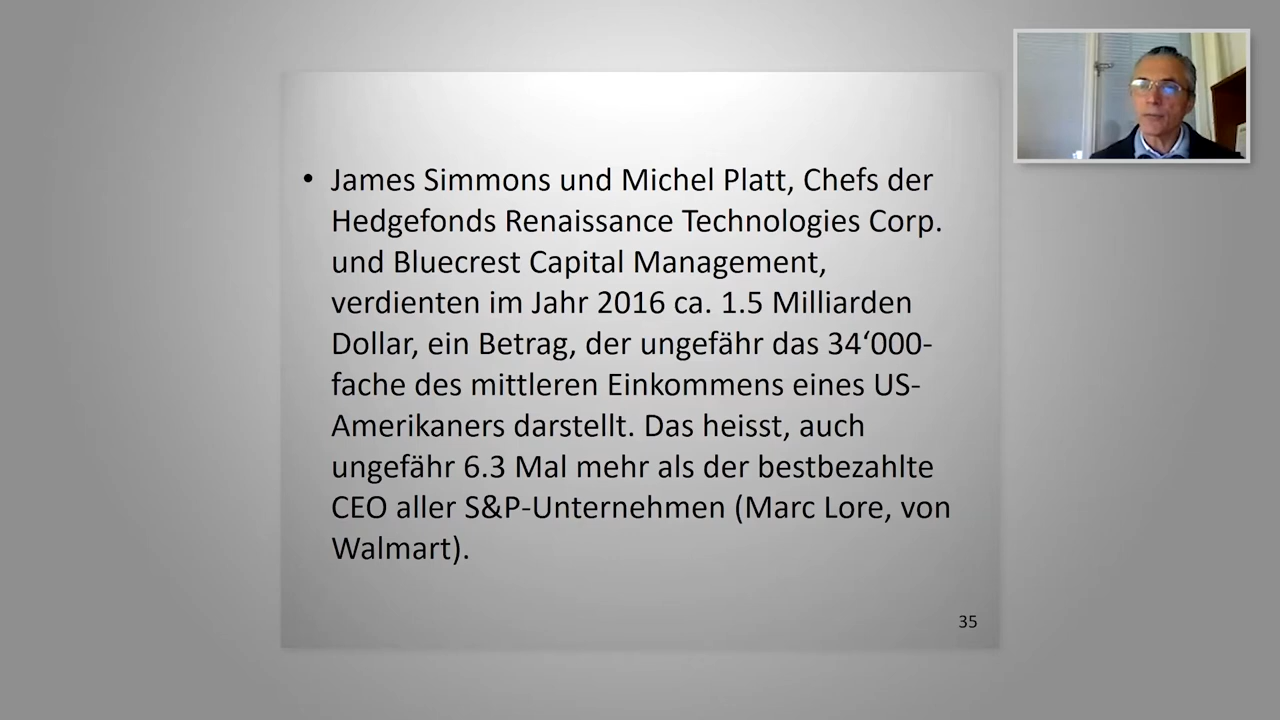 • James Simmons und Michel Platt, Chefs der
Hedgefonds Renaissance Technologies Corp.
und Bluecrest Capital Management,
verdienten im Jahr 2016 ca. 1.5 Milliarden
Dollar, ein Betrag, der ungefähr das 34‘000-
fache des mittleren Einkommens eines US-
Amerikaners darstellt. Das heisst, auch
ungefähr 6.3 Mal mehr als der bestbezahlte
CEO aller S&P-Unternehmen (Marc Lore, von
Walmart).
35